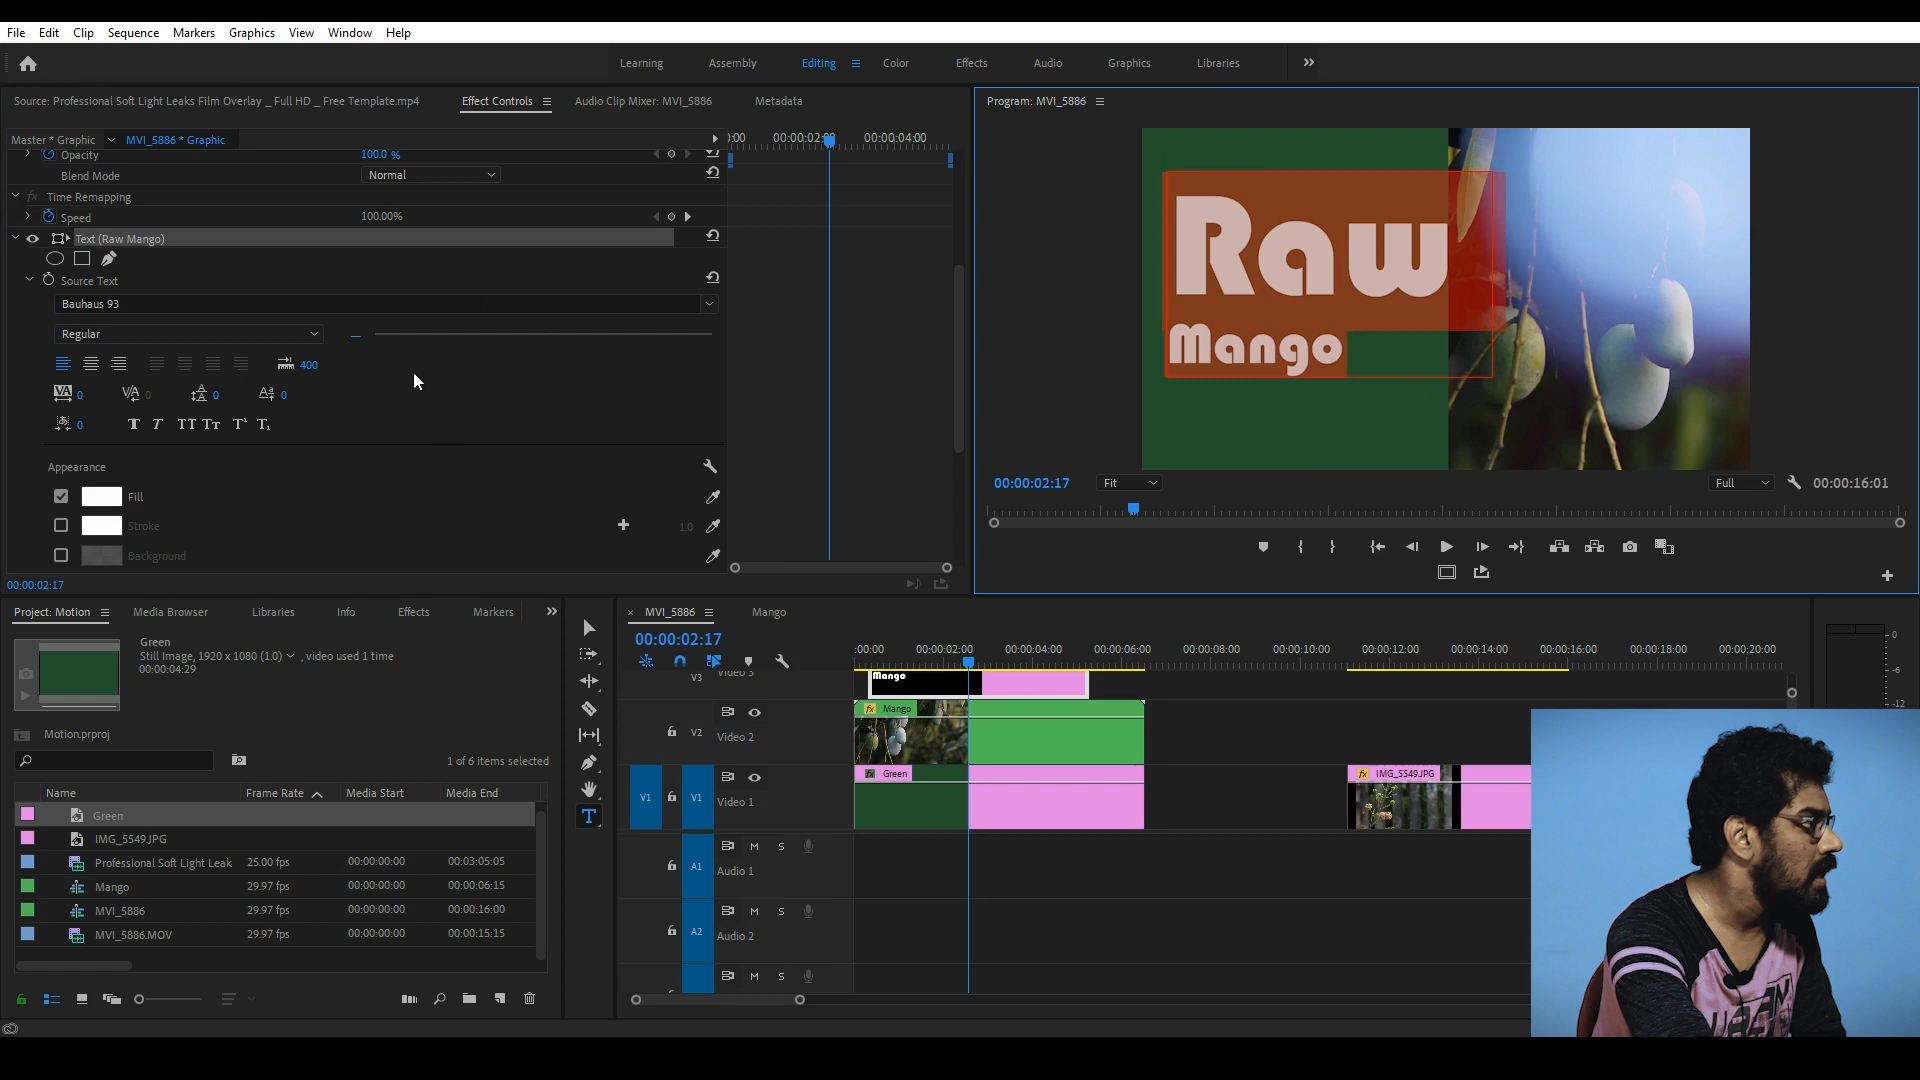 File Edit Clip Sequence Markers Graphics View Window Help
Learning Assembly Editing Color Effects Audio Graphics Libraries
Source: Professional Soft Light Leaks Film Overlay _ Full HD _ Free Template.mp4 Effect Controls Audio Clip Mixer: MVI_5886 Metadata
Program: MVI_5886
Master * Graphic MVI_5886 * Graphic
:00 00:00:02:00 00:00:04:00
Opacity 100.0 %
Blend Mode Normal
Time Remapping
Speed 100.00%
Text (Raw Mango)
Source Text
Bauhaus 93
Regular
400
0 0 0 0
0
Appearance
Fill
Stroke 1.0
Background
00:00:02:17
Raw
Mango
00:00:02:17 Fit Full 00:00:16:01
Project: Motion Media Browser Libraries Info Effects Markers
Green
Still Image, 1920 x 1080 (1.0) , video used 1 time
00:00:04:29
Motion.prproj
1 of 6 items selected
Name Frame Rate Media Start Media End
Green
IMG_5549.JPG
Professional Soft Light Leak 25.00 fps 00:00:00:00 00:03:05:05
Mango 29.97 fps 00:00:00:00 00:00:06:15
MVI_5886 29.97 fps 00:00:00:00 00:00:16:00
MVI_5886.MOV 29.97 fps 00:00:00:00 00:00:15:15
MVI_5886 Mango
00:00:02:17
:00:00 00:00:02:00 00:00:04:00 00:00:06:00 00:00:08:00 00:00:10:00 00:00:12:00 00:00:14:00 00:00:16:00 00:00:18:00 00:00:20:00
V3 Video 3
Mango
V2 Video 2
Mango
V1 V1 Video 1
Green
IMG_5549.JPG
A1 M S
Audio 1
A2 M S
Audio 2
M S
0
-6
-12